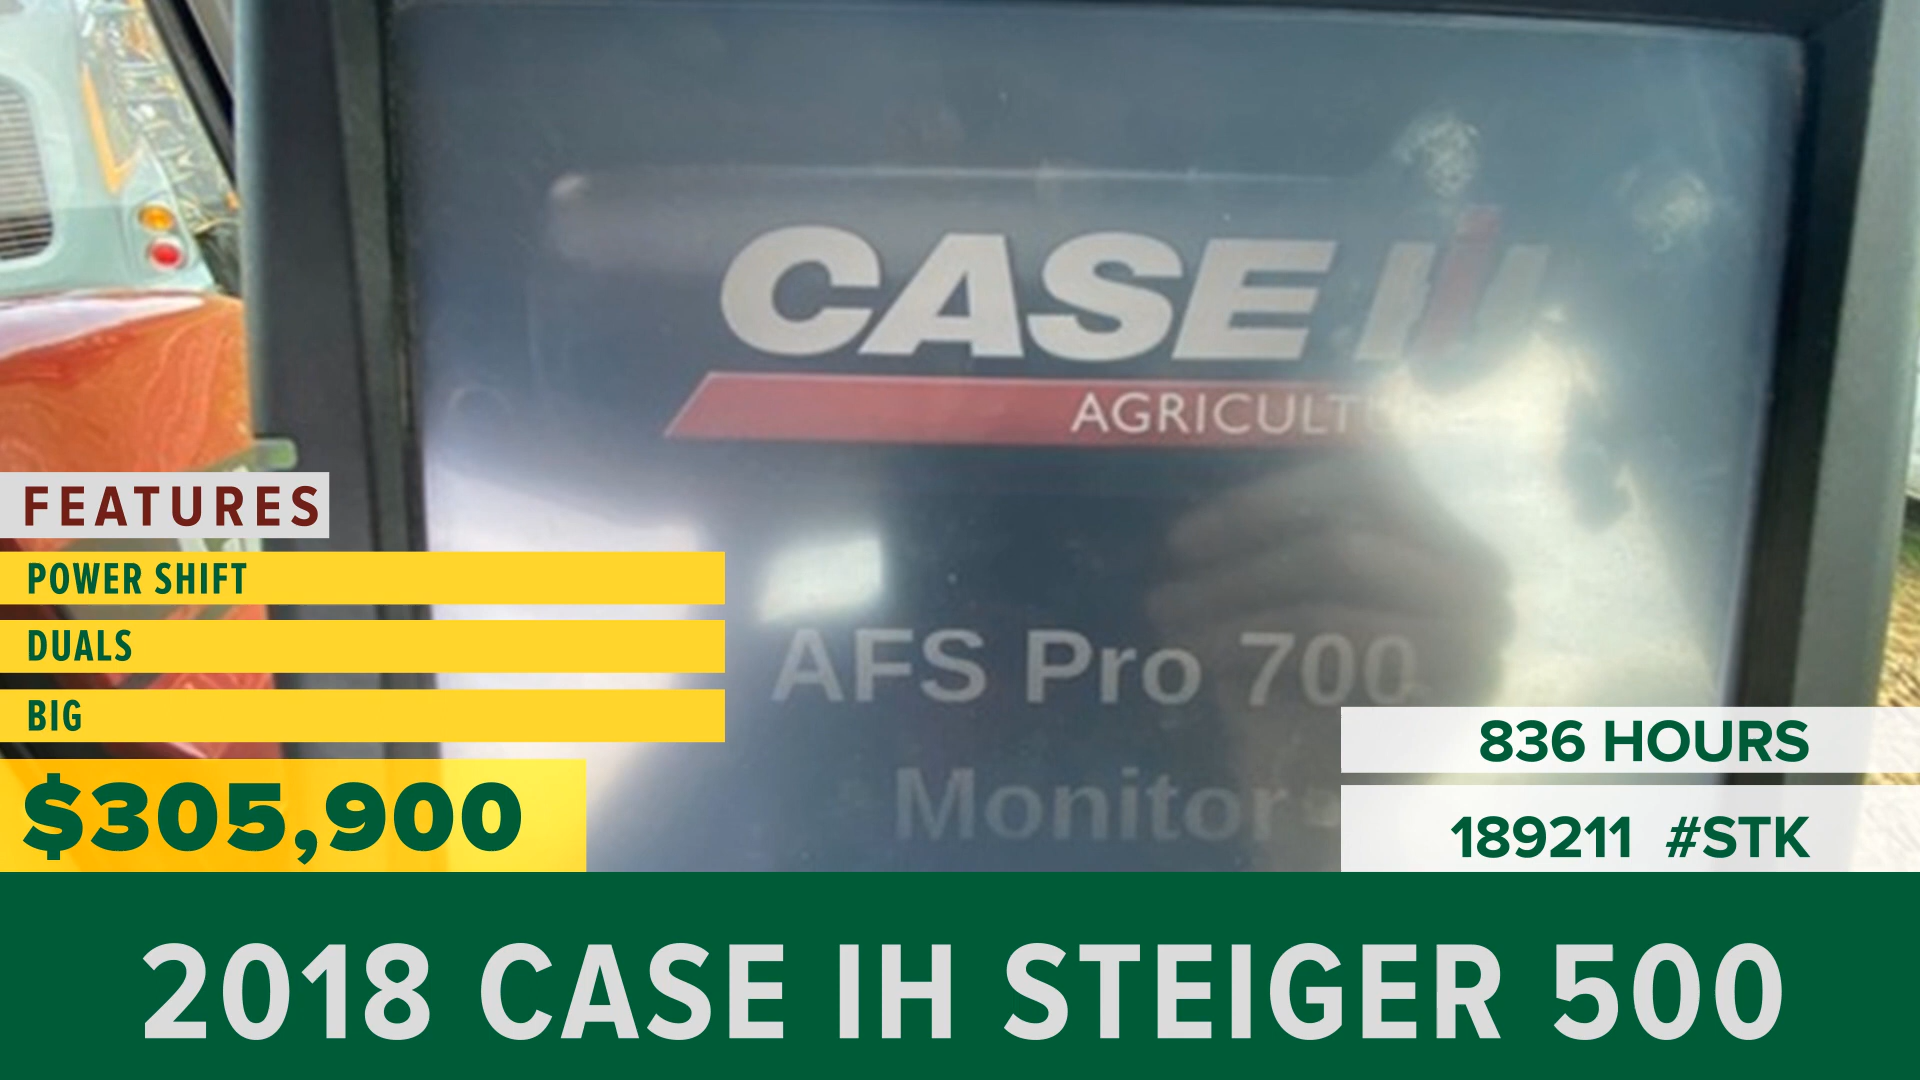 CASE IH
AGRICULTU
AFS Pro 700
Monitor
FEATURES
POWER SHIFT
DUALS
BIG
$305,900
836 HOURS
189211 #STK
2018 CASE IH STEIGER 500